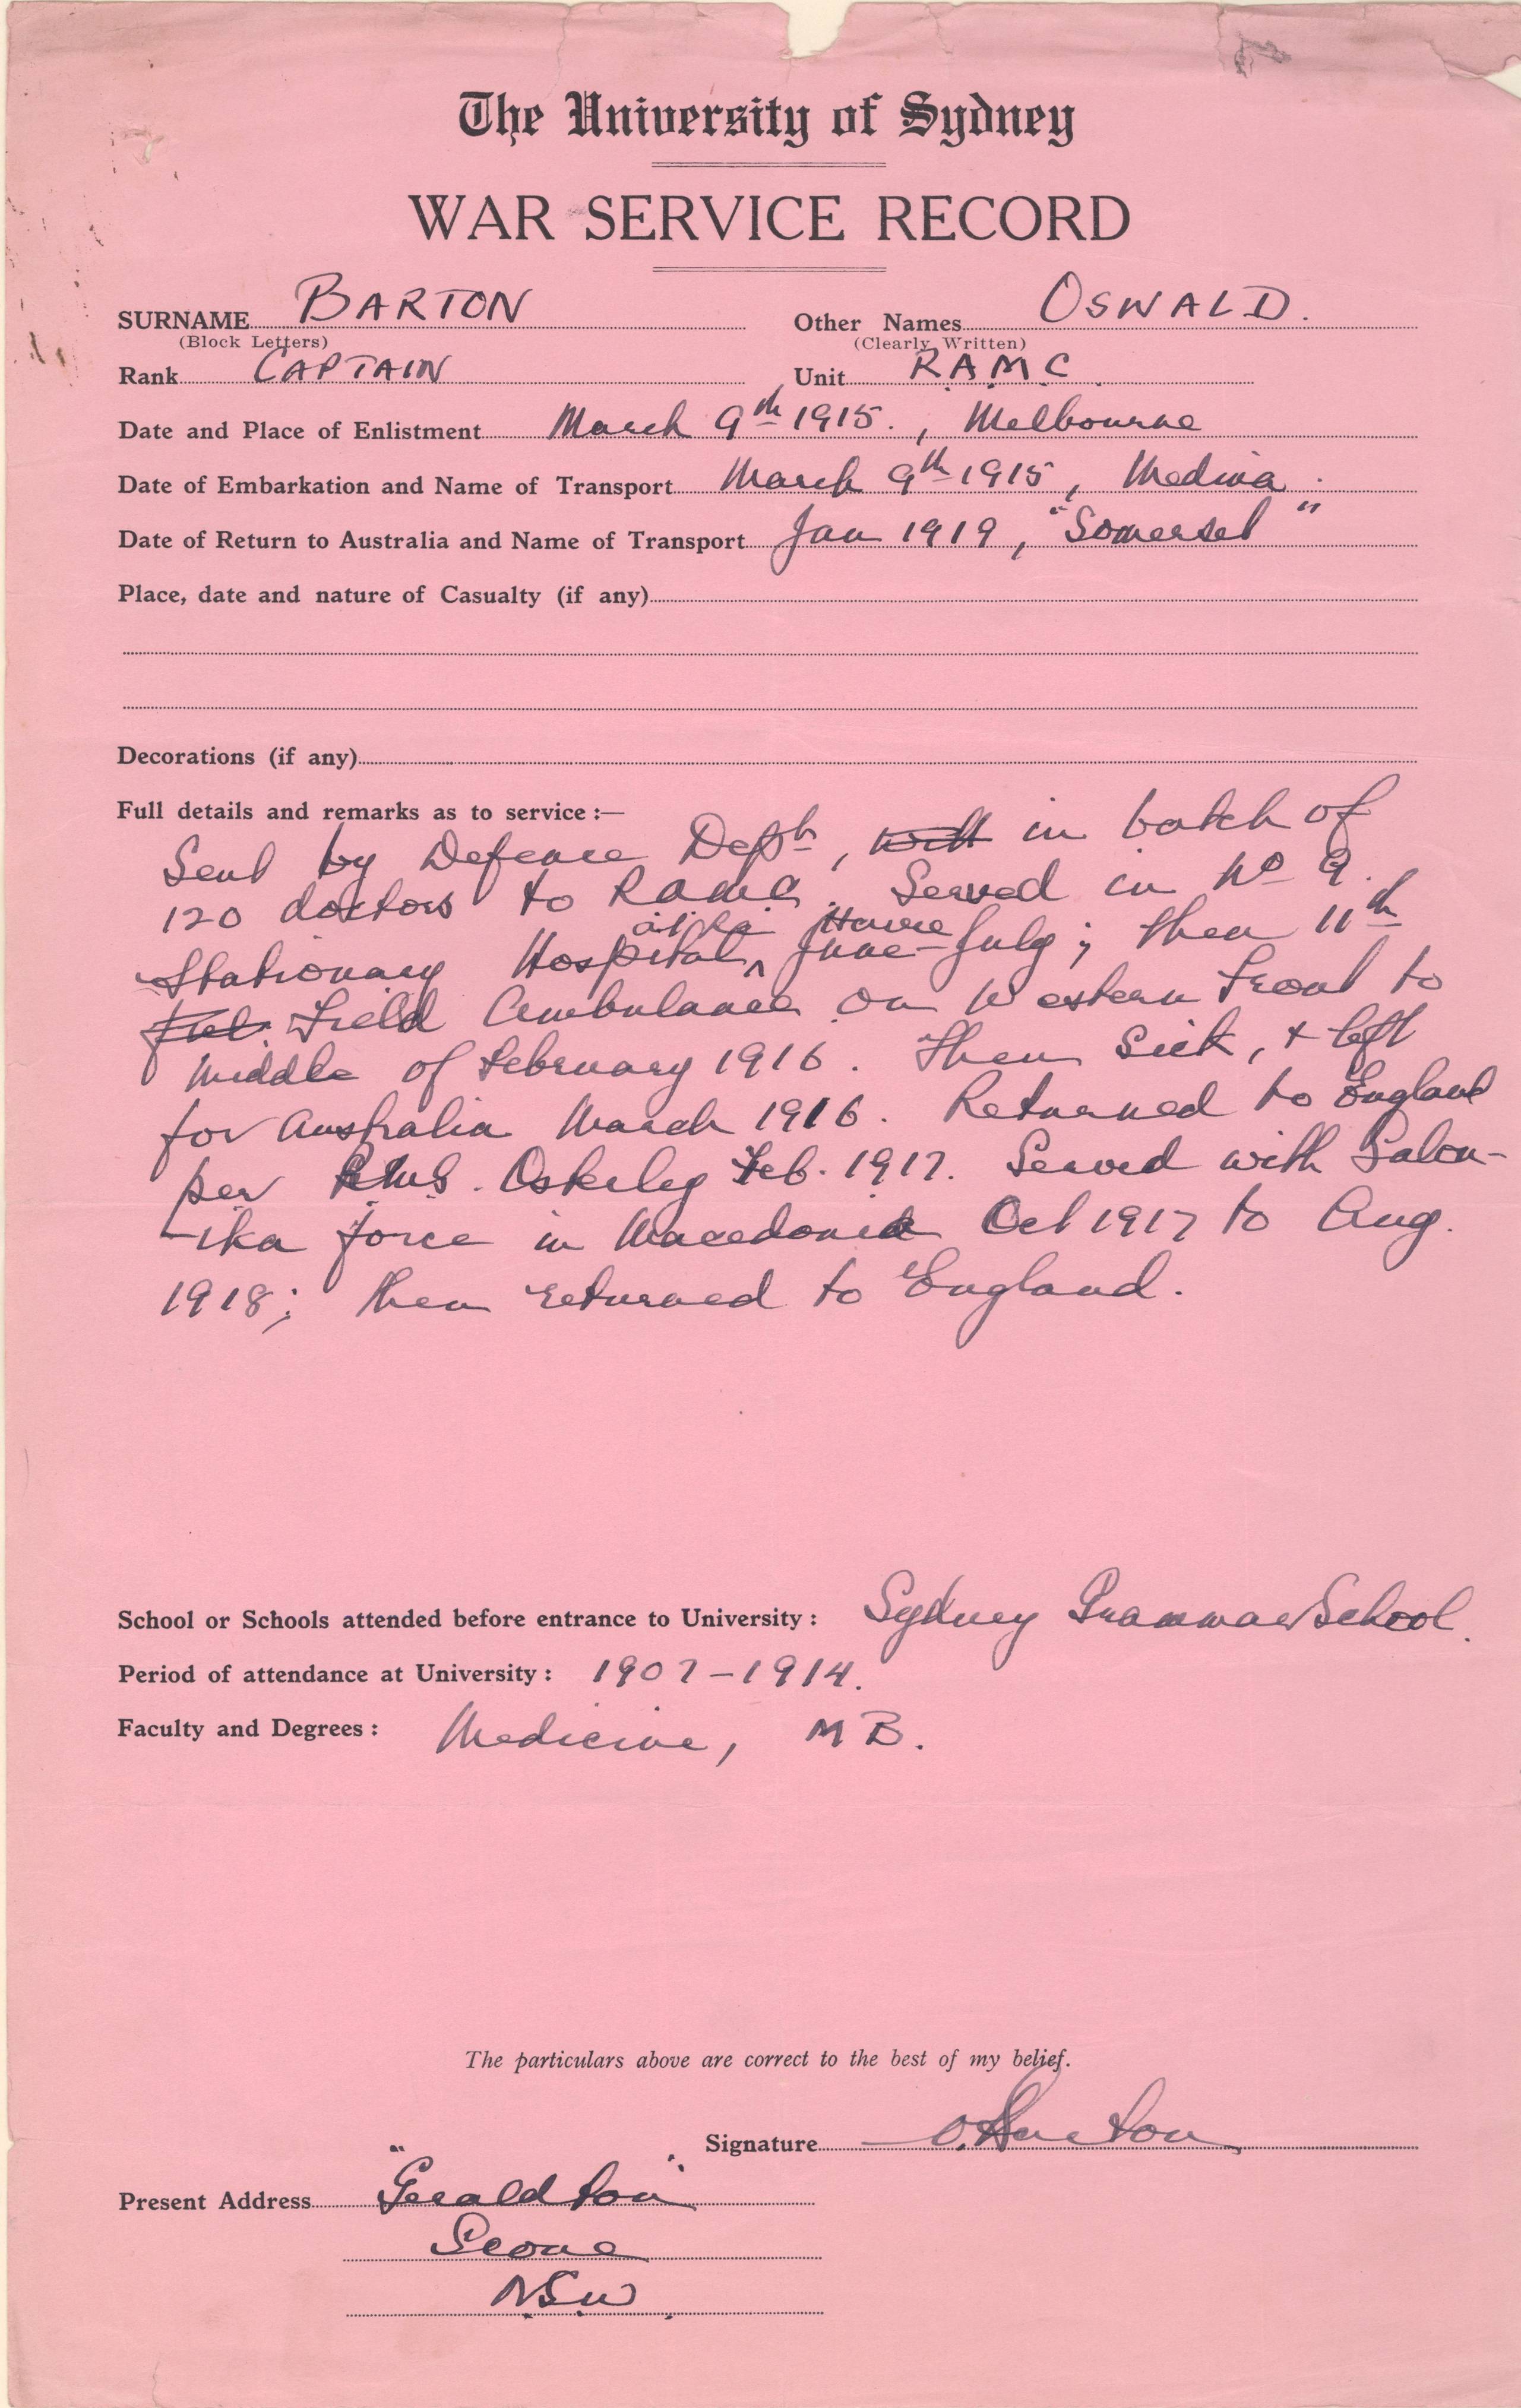 The University of Sydney
WAR SERVICE RECORD
SURNAME BARTON Other Names OSWALD.
(Block Letters) (Clearly Written)
Rank CAPTAIN Unit R.A.M.C.
Date and Place of Enlistment March 9th 1915., Melbourne
Date of Embarkation and Name of Transport March 9th 1915, Medina.
Date of Return to Australia and Name of Transport Jan 1919, "Somerset"
Place, date and nature of Casualty (if any)
Decorations (if any)
Full details and remarks as to service :—
Sent by Defence Dept, with in batch of
120 doctors to R.A.M.C. Served in No 9.
at Le Havre
Stationary Hospital, ^ June-July; then 11th
Field Ambulance on Western Front to
middle of February 1916. Then sick, & left
for Australia March 1916. Returned to England
per RMS. Osterley Feb. 1917. Served with Salon-
-ika force in Macedonia Oct 1917 to Aug.
1918; then returned to England.
School or Schools attended before entrance to University : Sydney Grammar School.
Period of attendance at University : 1907-1914.
Faculty and Degrees : Medicine, MB.
The particulars above are correct to the best of my belief.
Signature O. Barton
Present Address "Geraldton"
Scone
N.S.W.